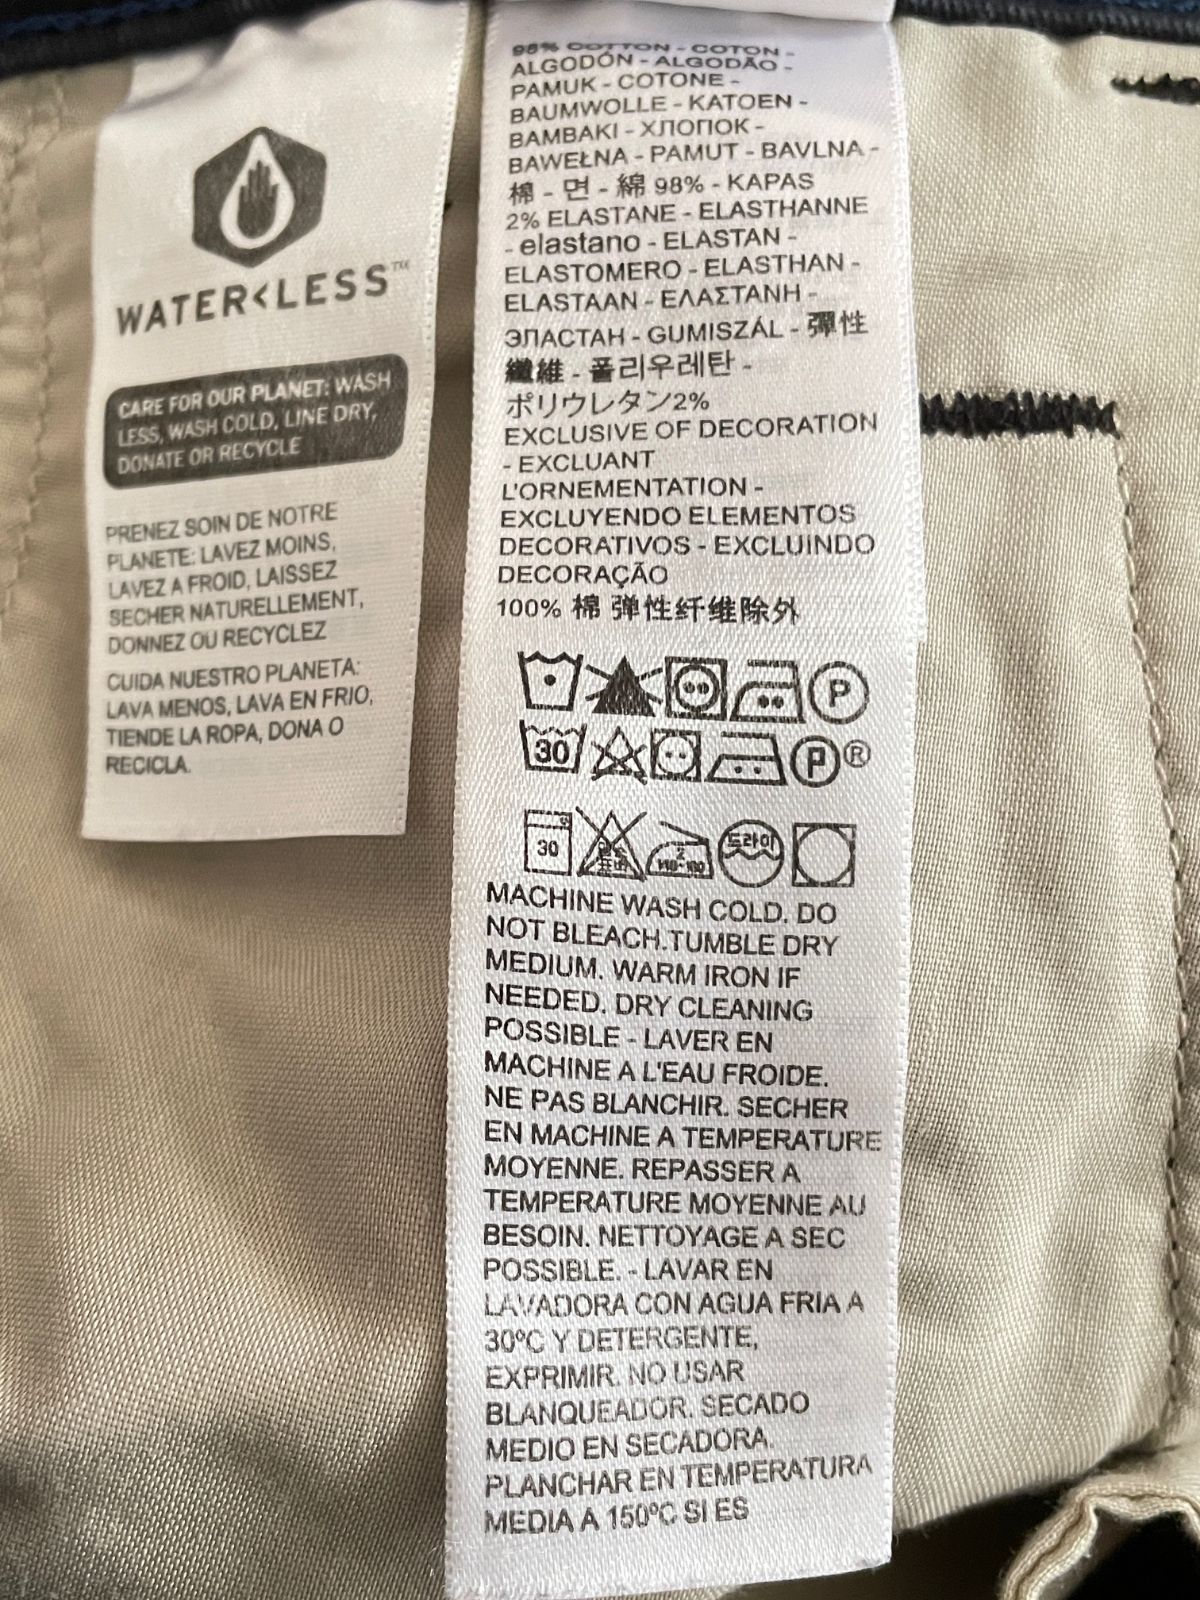 WATER<LESS™
CARE FOR OUR PLANET: WASH
LESS, WASH COLD, LINE DRY,
DONATE OR RECYCLE
PRENEZ SOIN DE NOTRE
PLANETE: LAVEZ MOINS,
LAVEZ A FROID, LAISSEZ
SECHER NATURELLEMENT,
DONNEZ OU RECYCLEZ
CUIDA NUESTRO PLANETA:
LAVA MENOS, LAVA EN FRIO,
TIENDE LA ROPA, DONA O
RECICLA.
98% COTTON - COTON -
ALGODÓN - ALGODÃO -
PAMUK - COTONE -
BAUMWOLLE - KATOEN -
BAMBAKI - ХЛОПОК -
BAWEŁNA - PAMUT - BAVLNA -
棉 - 면 - 綿 98% - KAPAS
2% ELASTANE - ELASTHANNE
- elastano - ELASTAN -
ELASTOMERO - ELASTHAN -
ELASTAAN - ΕΛΑΣΤΑΝΗ -
ЭЛАСТАН - GUMISZÁL - 彈性
纖維 - 폴리우레탄 -
ポリウレタン2%
EXCLUSIVE OF DECORATION
- EXCLUANT
L'ORNEMENTATION -
EXCLUYENDO ELEMENTOS
DECORATIVOS - EXCLUINDO
DECORAÇÃO
100% 棉 弹性纤维除外
P
30 P ®
30 2 드라이
MACHINE WASH COLD. DO
NOT BLEACH.TUMBLE DRY
MEDIUM. WARM IRON IF
NEEDED. DRY CLEANING
POSSIBLE - LAVER EN
MACHINE A L'EAU FROIDE.
NE PAS BLANCHIR. SECHER
EN MACHINE A TEMPERATURE
MOYENNE. REPASSER A
TEMPERATURE MOYENNE AU
BESOIN. NETTOYAGE A SEC
POSSIBLE. - LAVAR EN
LAVADORA CON AGUA FRIA A
30ºC Y DETERGENTE,
EXPRIMIR. NO USAR
BLANQUEADOR. SECADO
MEDIO EN SECADORA.
PLANCHAR EN TEMPERATURA
MEDIA A 150ºC SI ES